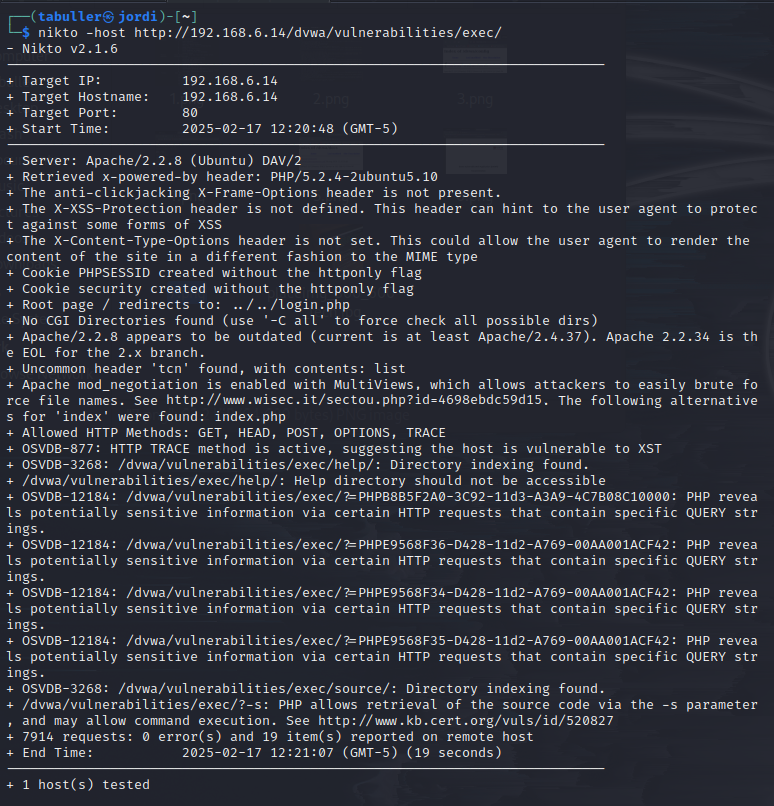 ┌──(tabuller㉿jordi)-[~]
└─$ nikto -host http://192.168.6.14/dvwa/vulnerabilities/exec/
- Nikto v2.1.6
---------------------------------------------------------------------------
+ Target IP:          192.168.6.14
+ Target Hostname:    192.168.6.14
+ Target Port:        80
+ Start Time:         2025-02-17 12:20:48 (GMT-5)
---------------------------------------------------------------------------
+ Server: Apache/2.2.8 (Ubuntu) DAV/2
+ Retrieved x-powered-by header: PHP/5.2.4-2ubuntu5.10
+ The anti-clickjacking X-Frame-Options header is not present.
+ The X-XSS-Protection header is not defined. This header can hint to the user agent to protec
t against some forms of XSS
+ The X-Content-Type-Options header is not set. This could allow the user agent to render the
content of the site in a different fashion to the MIME type
+ Cookie PHPSESSID created without the httponly flag
+ Cookie security created without the httponly flag
+ Root page / redirects to: ../../login.php
+ No CGI Directories found (use '-C all' to force check all possible dirs)
+ Apache/2.2.8 appears to be outdated (current is at least Apache/2.4.37). Apache 2.2.34 is th
e EOL for the 2.x branch.
+ Uncommon header 'tcn' found, with contents: list
+ Apache mod_negotiation is enabled with MultiViews, which allows attackers to easily brute fo
rce file names. See http://www.wisec.it/sectou.php?id=4698ebdc59d15. The following alternative
s for 'index' were found: index.php
+ Allowed HTTP Methods: GET, HEAD, POST, OPTIONS, TRACE
+ OSVDB-877: HTTP TRACE method is active, suggesting the host is vulnerable to XST
+ OSVDB-3268: /dvwa/vulnerabilities/exec/help/: Directory indexing found.
+ /dvwa/vulnerabilities/exec/help/: Help directory should not be accessible
+ OSVDB-12184: /dvwa/vulnerabilities/exec/?=PHPB8B5F2A0-3C92-11d3-A3A9-4C7B08C10000: PHP revea
ls potentially sensitive information via certain HTTP requests that contain specific QUERY str
ings.
+ OSVDB-12184: /dvwa/vulnerabilities/exec/?=PHPE9568F36-D428-11d2-A769-00AA001ACF42: PHP revea
ls potentially sensitive information via certain HTTP requests that contain specific QUERY str
ings.
+ OSVDB-12184: /dvwa/vulnerabilities/exec/?=PHPE9568F34-D428-11d2-A769-00AA001ACF42: PHP revea
ls potentially sensitive information via certain HTTP requests that contain specific QUERY str
ings.
+ OSVDB-12184: /dvwa/vulnerabilities/exec/?=PHPE9568F35-D428-11d2-A769-00AA001ACF42: PHP revea
ls potentially sensitive information via certain HTTP requests that contain specific QUERY str
ings.
+ OSVDB-3268: /dvwa/vulnerabilities/exec/source/: Directory indexing found.
+ /dvwa/vulnerabilities/exec/?-s: PHP allows retrieval of the source code via the -s parameter
, and may allow command execution. See http://www.kb.cert.org/vuls/id/520827
+ 7914 requests: 0 error(s) and 19 item(s) reported on remote host
+ End Time:           2025-02-17 12:21:07 (GMT-5) (19 seconds)
---------------------------------------------------------------------------
+ 1 host(s) tested